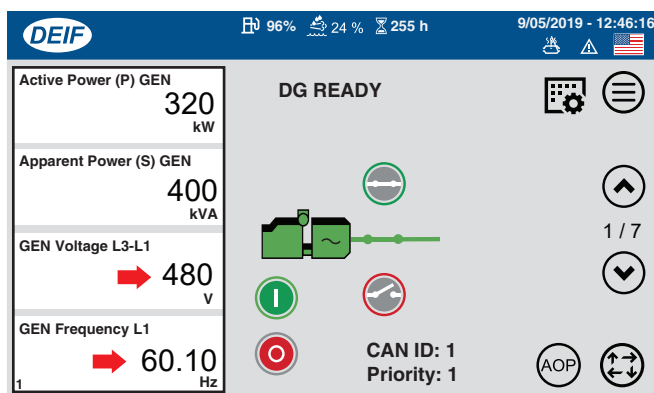 DEIF
96% 24 % 255 h
9/05/2019 - 12:46:16
Active Power (P) GEN
320
kW
Apparent Power (S) GEN
400
kVA
GEN Voltage L3-L1
480
V
GEN Frequency L1
60.10
Hz
1
DG READY
1 / 7
CAN ID: 1
Priority: 1
AOP